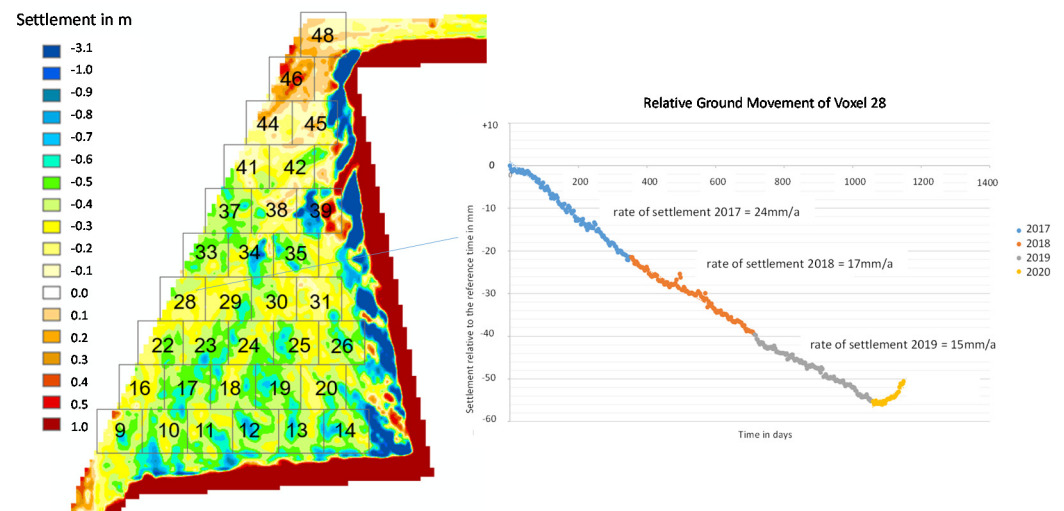 Settlement in m
-3.1
-1.0
-0.9
-0.8
-0.7
-0.6
-0.5
-0.4
-0.3
-0.2
-0.1
0.0
0.1
0.2
0.3
0.4
0.5
1.0
48
46
44 45
41 42
37 38 39
33 34 35
28 29 30 31
22 23 24 25 26
16 17 18 19 20
9 10 11 12 13 14
Relative Ground Movement of Voxel 28
Settlement relative to the reference time in mm
+10
0
-10
-20
-30
-40
-50
-60
200 400 600 800 1000 1200 1400
rate of settlement 2017 = 24mm/a
rate of settlement 2018 = 17mm/a
rate of settlement 2019 = 15mm/a
Time in days
2017
2018
2019
2020